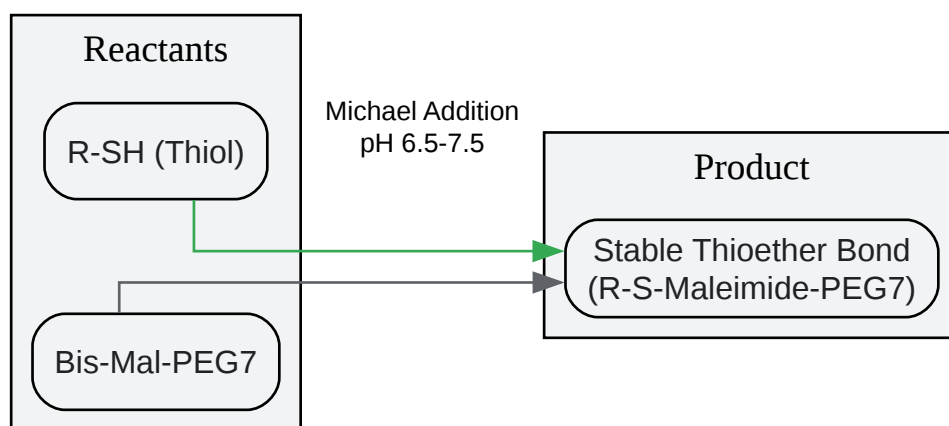 Reactants
R-SH (Thiol)
Bis-Mal-PEG7
Michael Addition
pH 6.5-7.5
Product
Stable Thioether Bond
(R-S-Maleimide-PEG7)